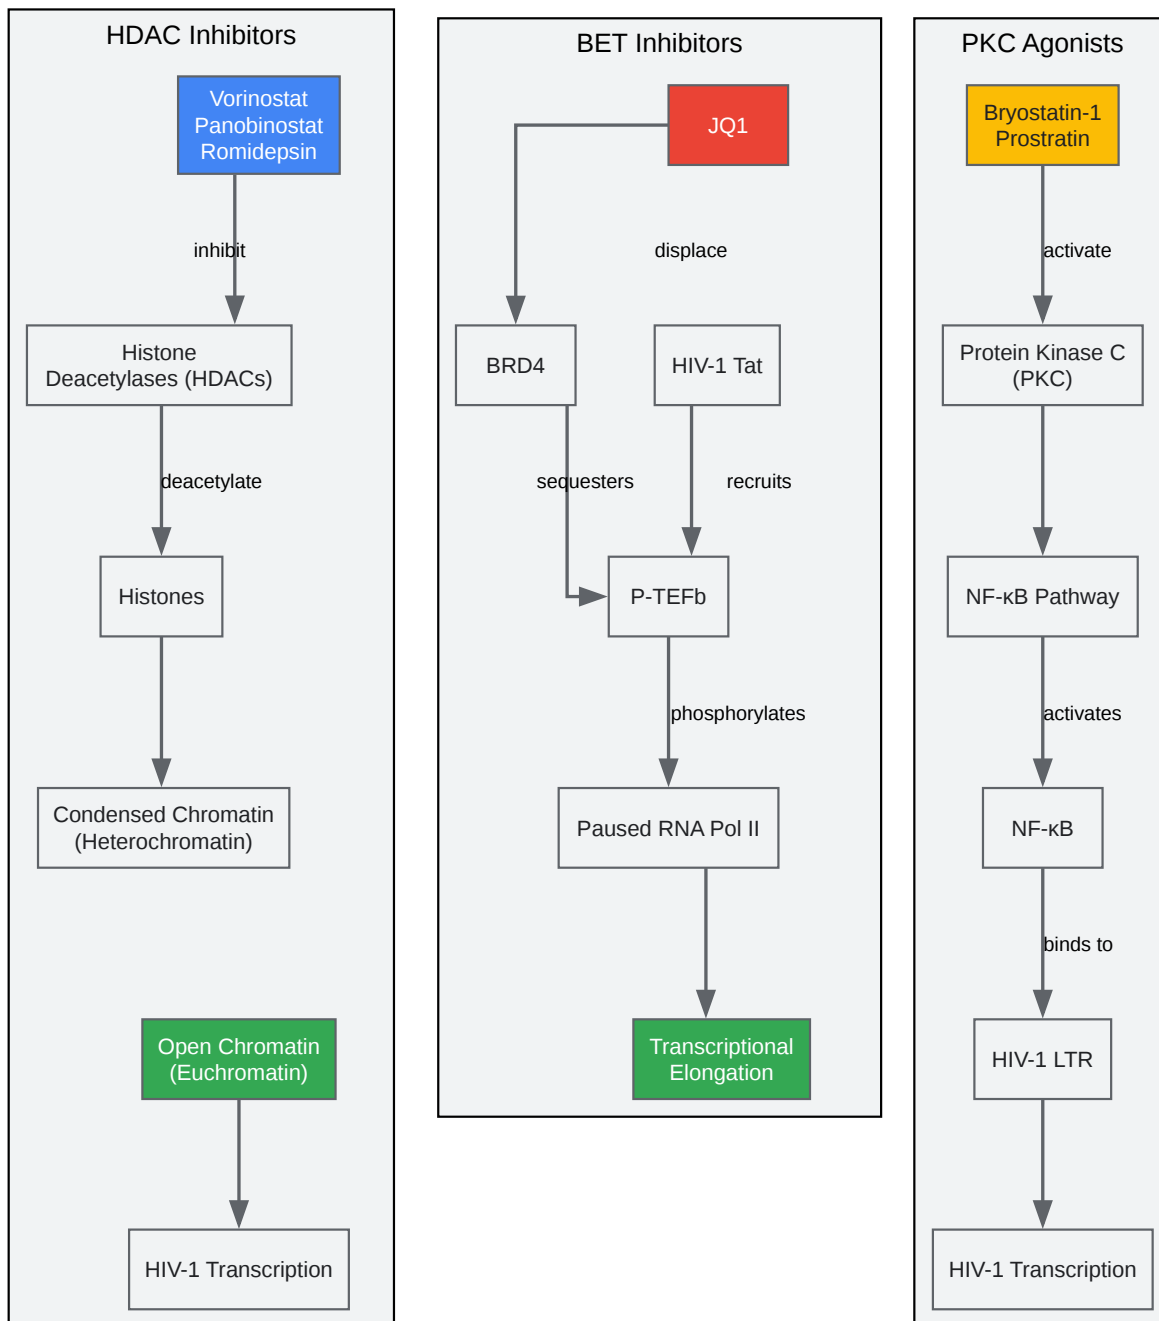 HDAC Inhibitors
Vorinostat
Panobinostat
Romidepsin
inhibit
Histone
Deacetylases (HDACs)
deacetylate
Histones
Condensed Chromatin
(Heterochromatin)
Open Chromatin
(Euchromatin)
HIV-1 Transcription
BET Inhibitors
JQ1
displace
BRD4
HIV-1 Tat
sequesters
recruits
P-TEFb
phosphorylates
Paused RNA Pol II
Transcriptional
Elongation
PKC Agonists
Bryostatin-1
Prostratin
activate
Protein Kinase C
(PKC)
NF-κB Pathway
activates
NF-κB
binds to
HIV-1 LTR
HIV-1 Transcription